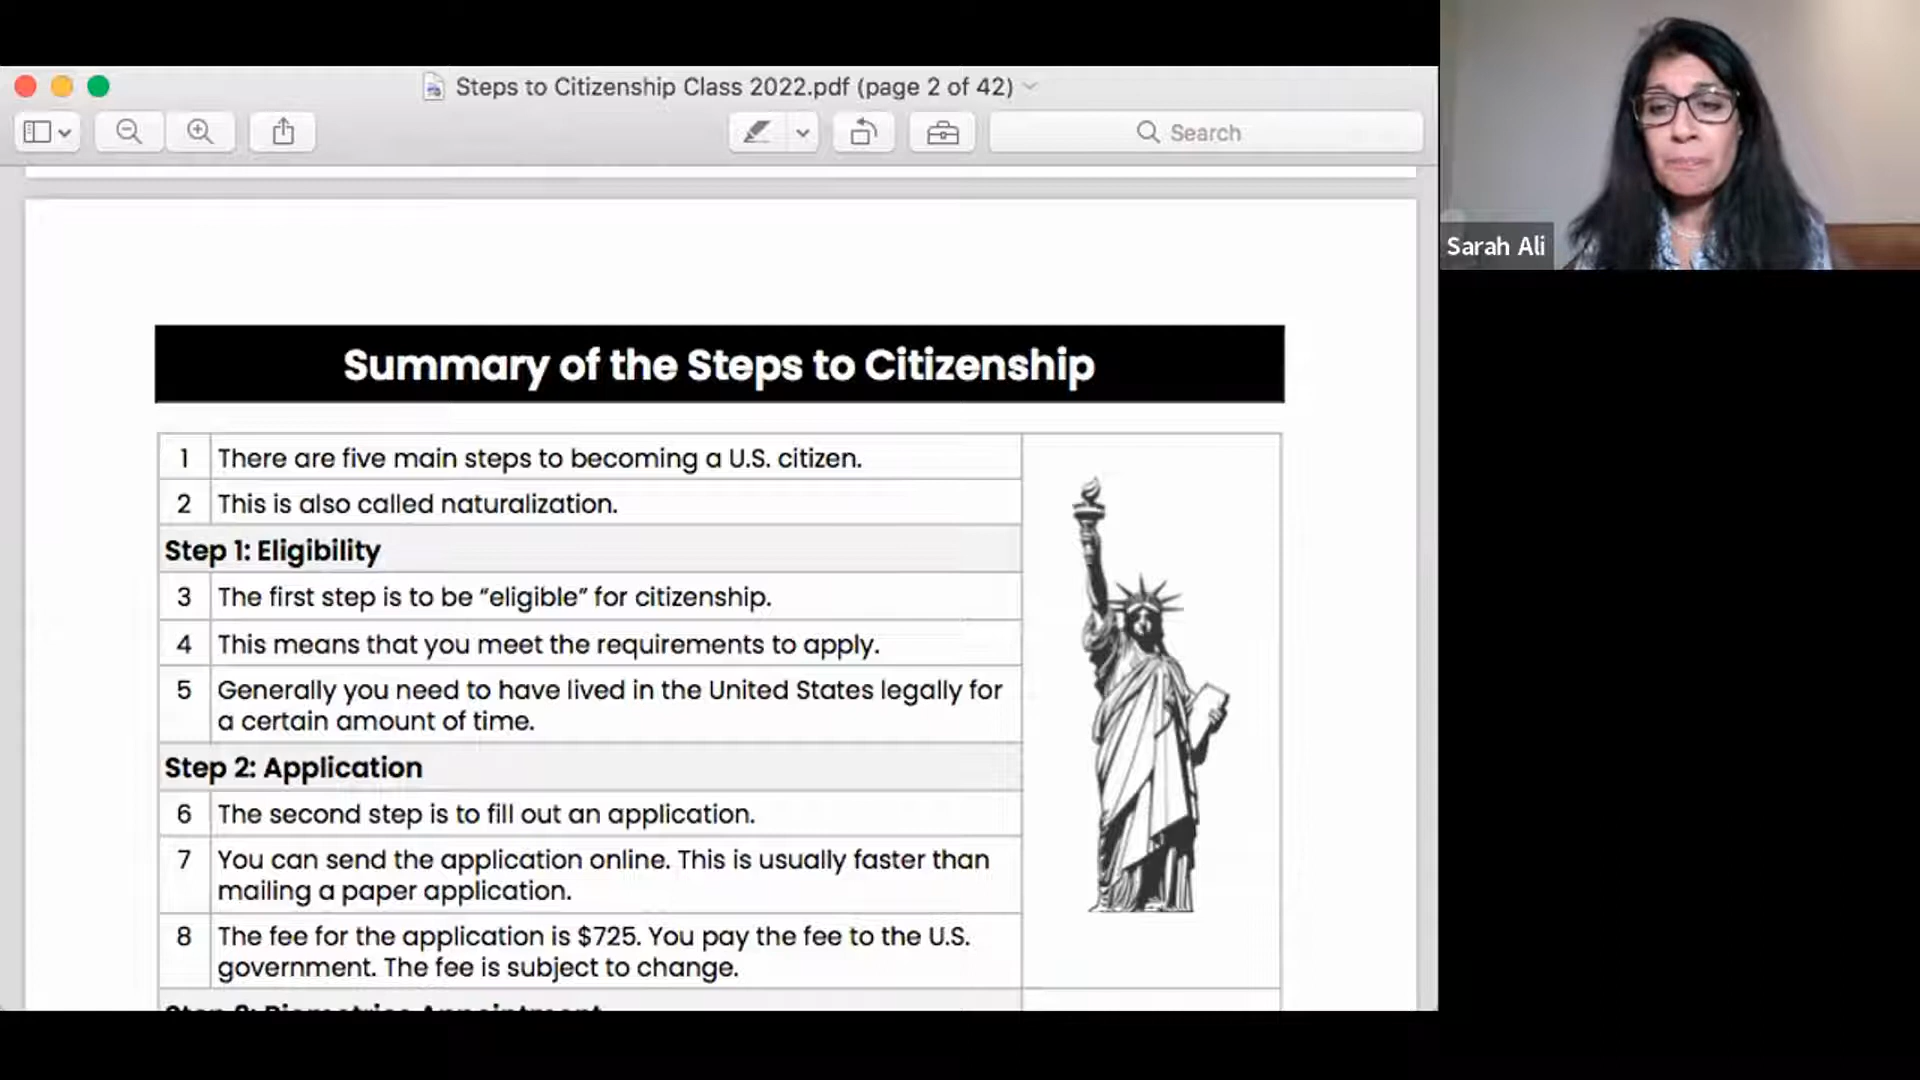 Steps to Citizenship Class 2022.pdf (page 2 of 42)
Search
Sarah Ali
Summary of the Steps to Citizenship
1 There are five main steps to becoming a U.S. citizen.
2 This is also called naturalization.
Step 1: Eligibility
3 The first step is to be “eligible” for citizenship.
4 This means that you meet the requirements to apply.
5 Generally you need to have lived in the United States legally for
a certain amount of time.
Step 2: Application
6 The second step is to fill out an application.
7 You can send the application online. This is usually faster than
mailing a paper application.
8 The fee for the application is $725. You pay the fee to the U.S.
government. The fee is subject to change.
Step 3: Biometrics Appointment